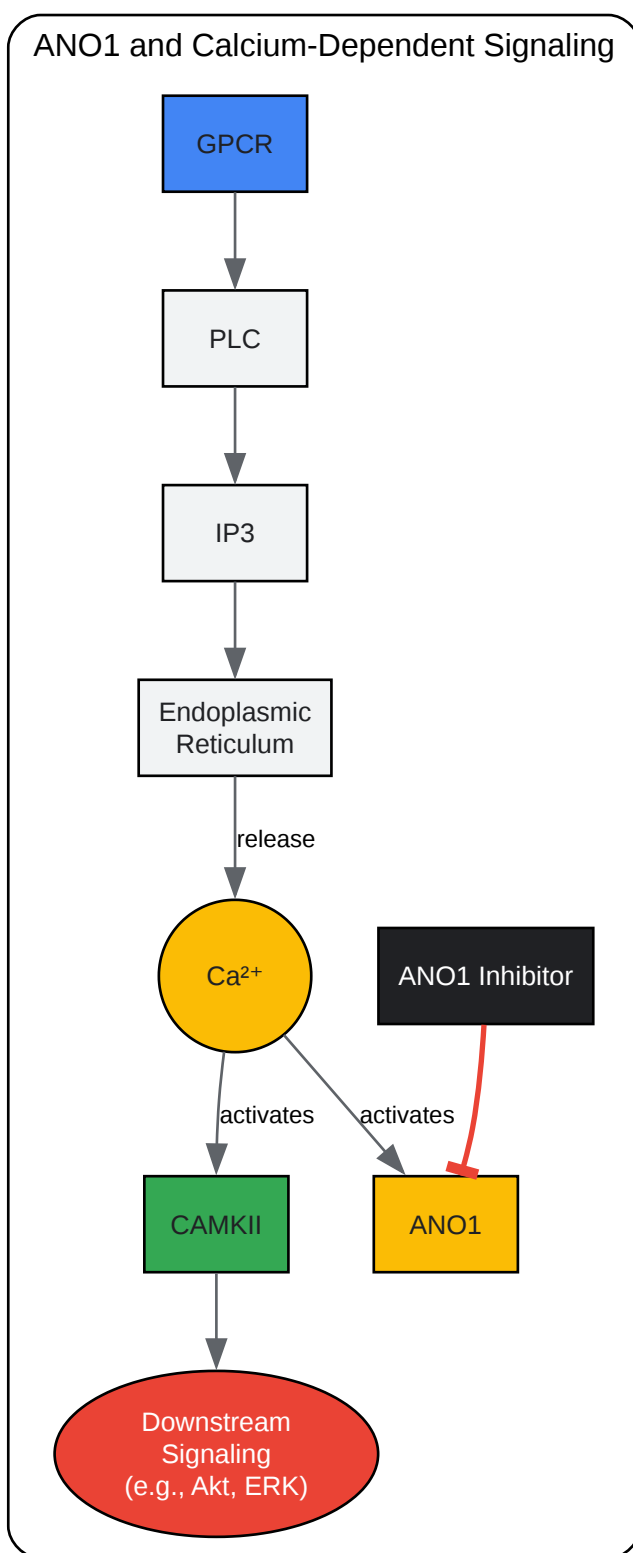 ANO1 and Calcium-Dependent Signaling
GPCR
PLC
IP3
Endoplasmic
Reticulum
release
Ca²⁺
ANO1 Inhibitor
activates
activates
CAMKII
ANO1
Downstream
Signaling
(e.g., Akt, ERK)